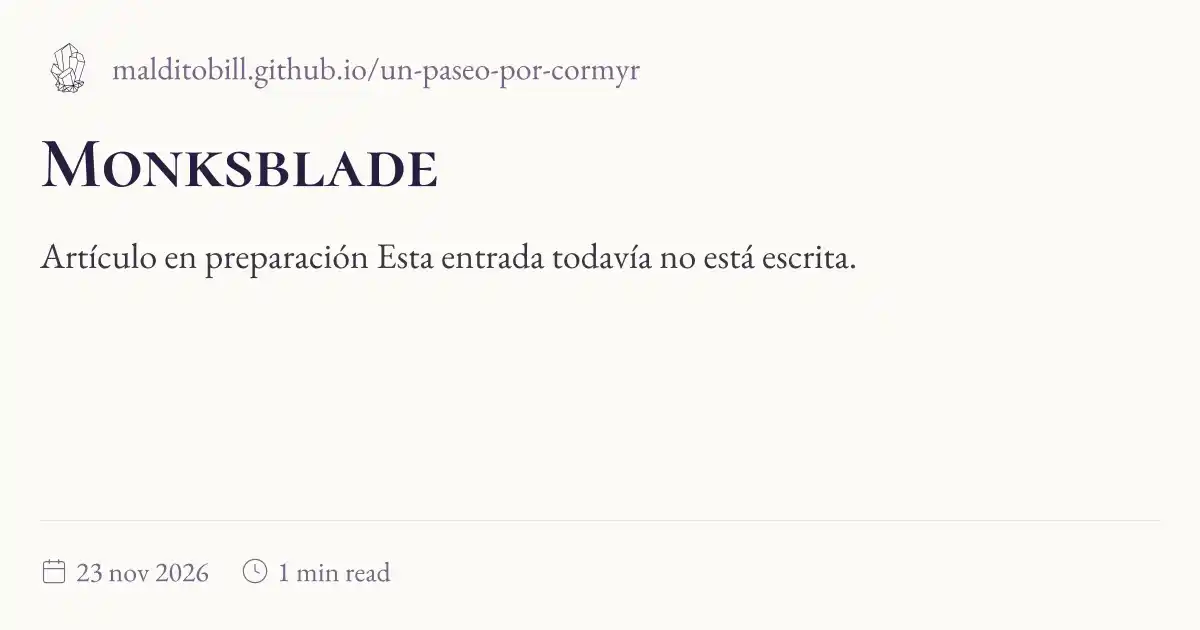 malditobill.github.io/un-paseo-por-cormyr
Monksblade
Artículo en preparación Esta entrada todavía no está escrita.
23 nov 2026 1 min read